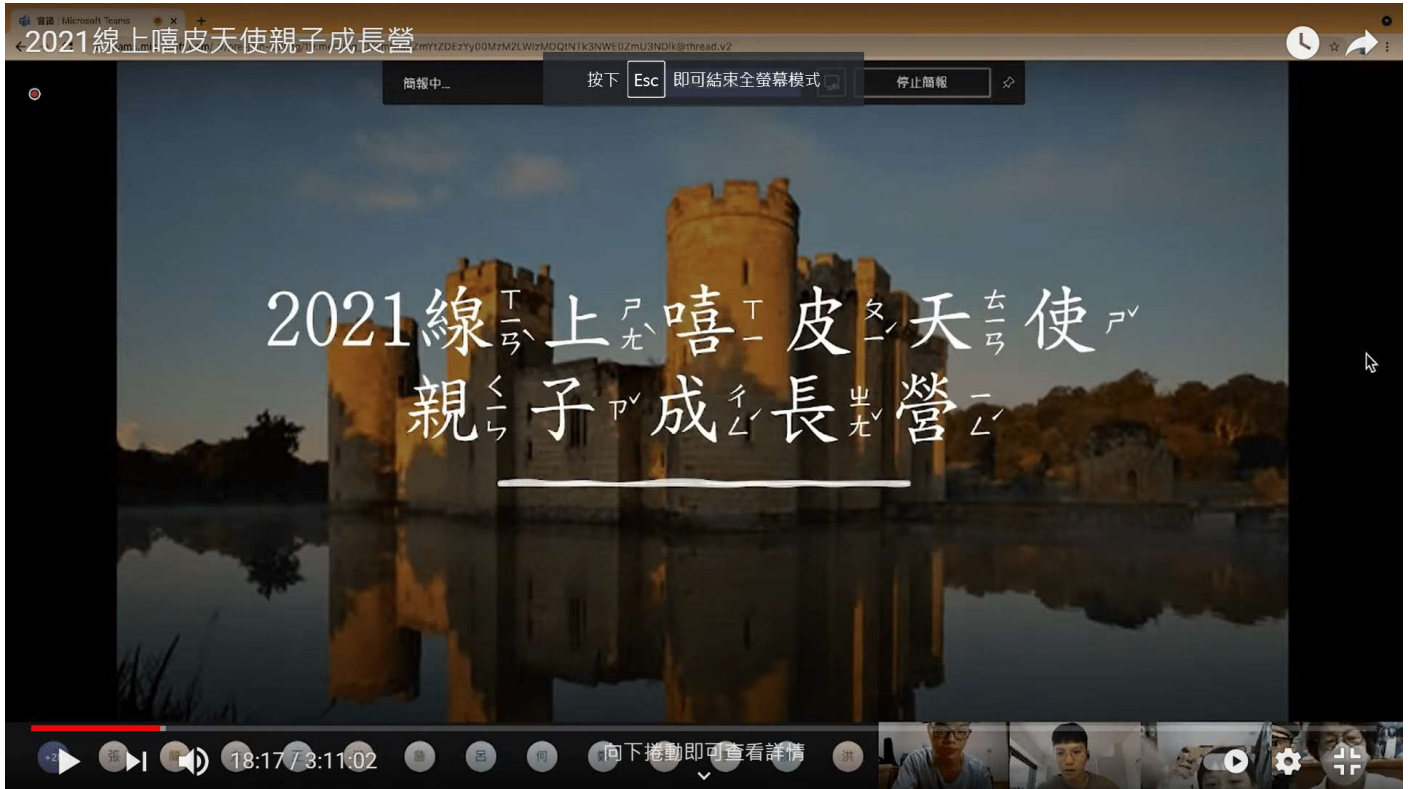 會議 | Microsoft Teams
2021線上嘻皮天使親子成長營
簡報中...
按下 Esc 即可結束全螢幕模式
停止簡報
2021線ㄒㄧㄢˋ上ㄕㄤˋ嘻ㄒㄧ皮ㄆㄧˊ天ㄊㄧㄢ使ㄕˇ
親ㄑㄧㄣ子ㄗˇ成ㄔㄥˊ長ㄓㄤˇ營ㄧㄥˊ
張 詹 呂 何 洪
18:17 / 3:11:02
向下捲動即可查看詳情